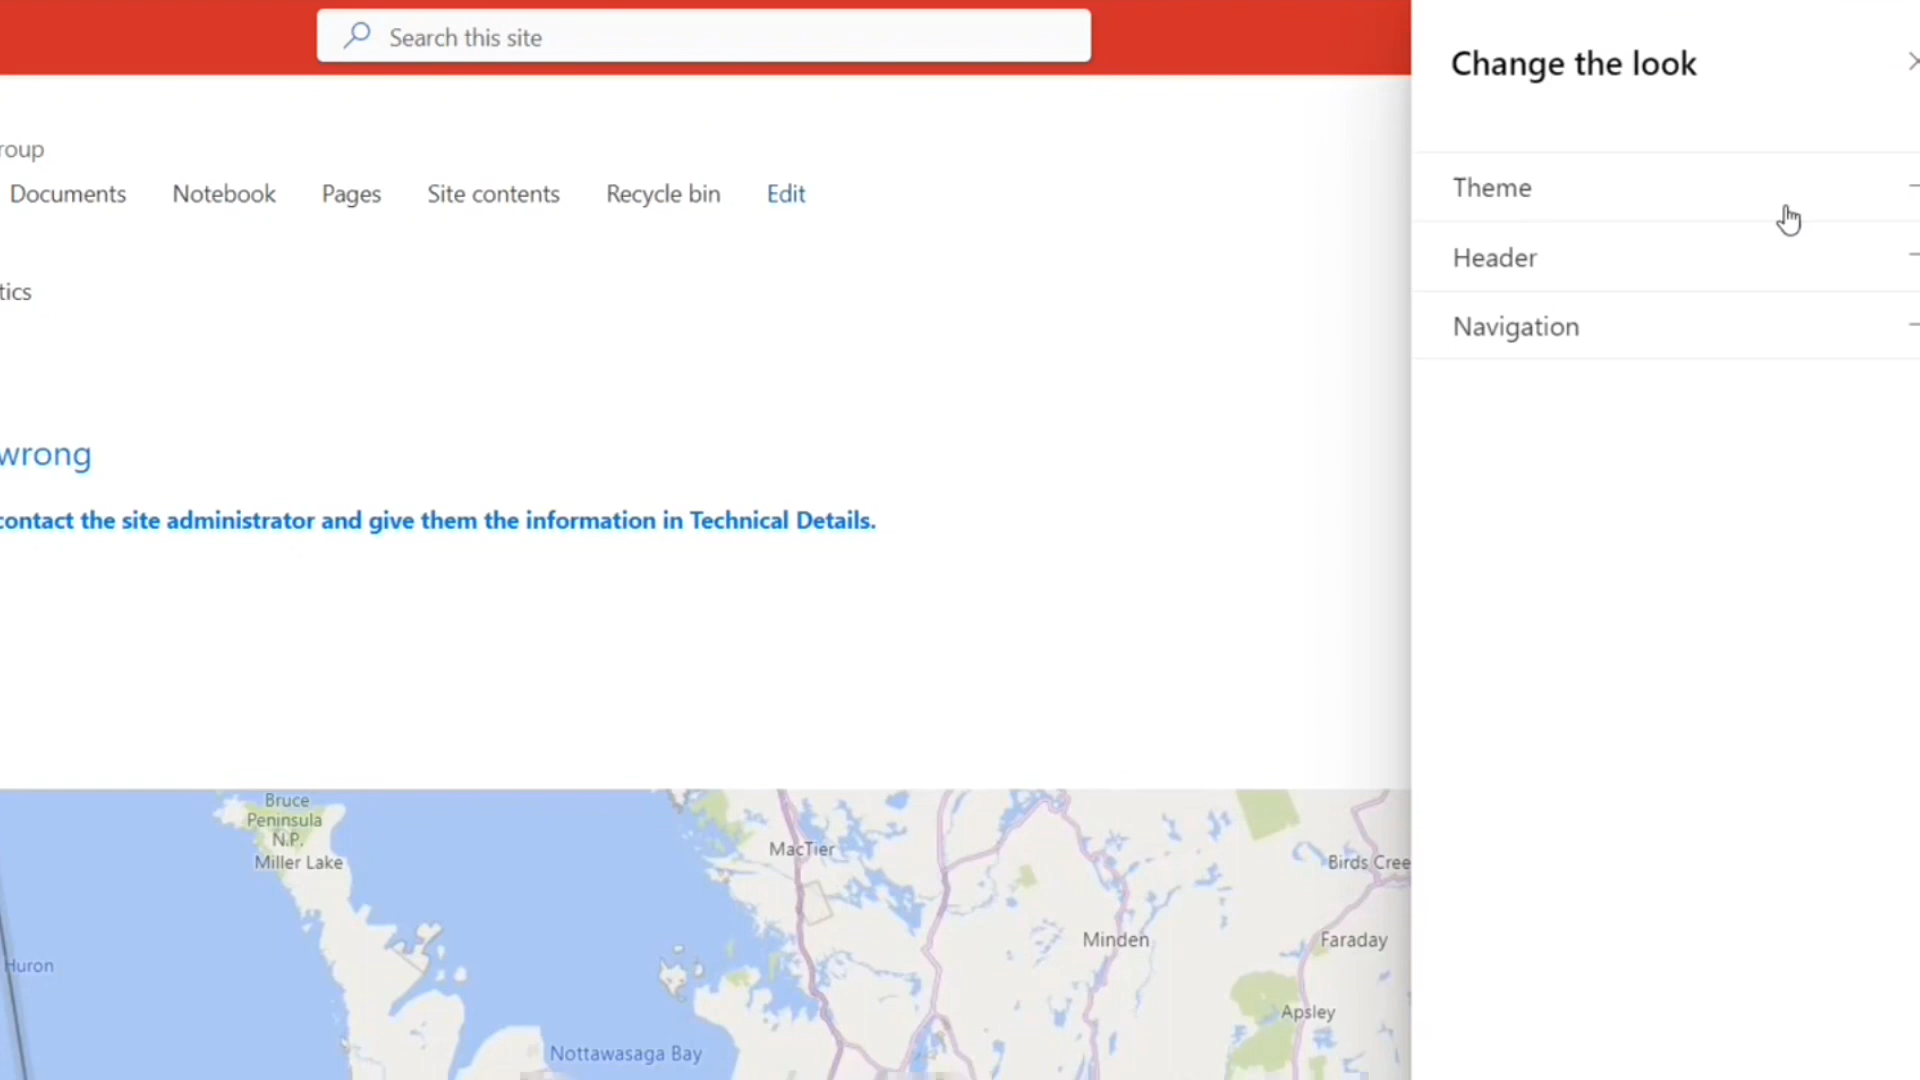 Search this site
Change the look
roup
Documents Notebook Pages Site contents Recycle bin Edit
Theme
Header
tics
Navigation
wrong
contact the site administrator and give them the information in Technical Details.
Bruce
Peninsula
N.P.
Miller Lake
MacTier
Birds Cree
Minden
Faraday
Huron
Apsley
Nottawasaga Bay